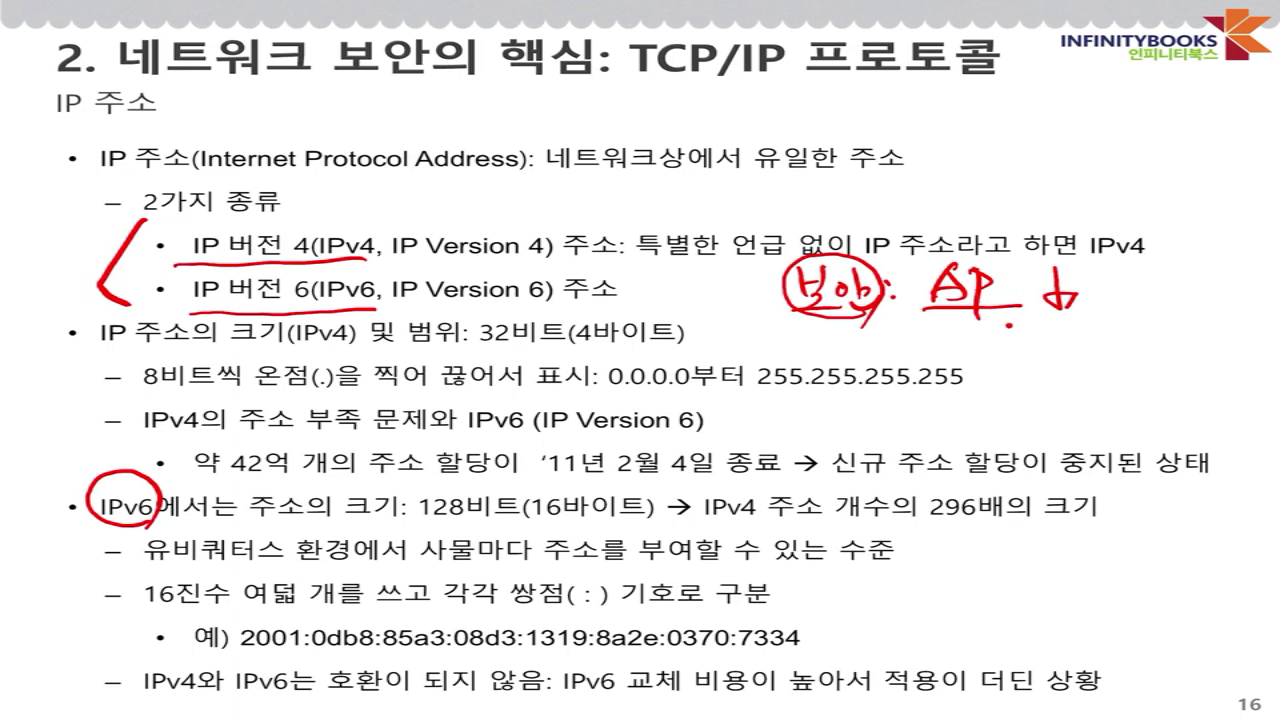 INFINITYBOOKS
인피니티북스
2. 네트워크 보안의 핵심: TCP/IP 프로토콜
IP 주소
• IP 주소(Internet Protocol Address): 네트워크상에서 유일한 주소
– 2가지 종류
• IP 버전 4(IPv4, IP Version 4) 주소: 특별한 언급 없이 IP 주소라고 하면 IPv4
• IP 버전 6(IPv6, IP Version 6) 주소
보안:
• IP 주소의 크기(IPv4) 및 범위: 32비트(4바이트)
– 8비트씩 온점(.)을 찍어 끊어서 표시: 0.0.0.0부터 255.255.255.255
– IPv4의 주소 부족 문제와 IPv6 (IP Version 6)
• 약 42억 개의 주소 할당이 ‘11년 2월 4일 종료 → 신규 주소 할당이 중지된 상태
• IPv6에서는 주소의 크기: 128비트(16바이트) → IPv4 주소 개수의 296배의 크기
– 유비쿼터스 환경에서 사물마다 주소를 부여할 수 있는 수준
– 16진수 여덟 개를 쓰고 각각 쌍점( : ) 기호로 구분
• 예) 2001:0db8:85a3:08d3:1319:8a2e:0370:7334
– IPv4와 IPv6는 호환이 되지 않음: IPv6 교체 비용이 높아서 적용이 더딘 상황
16